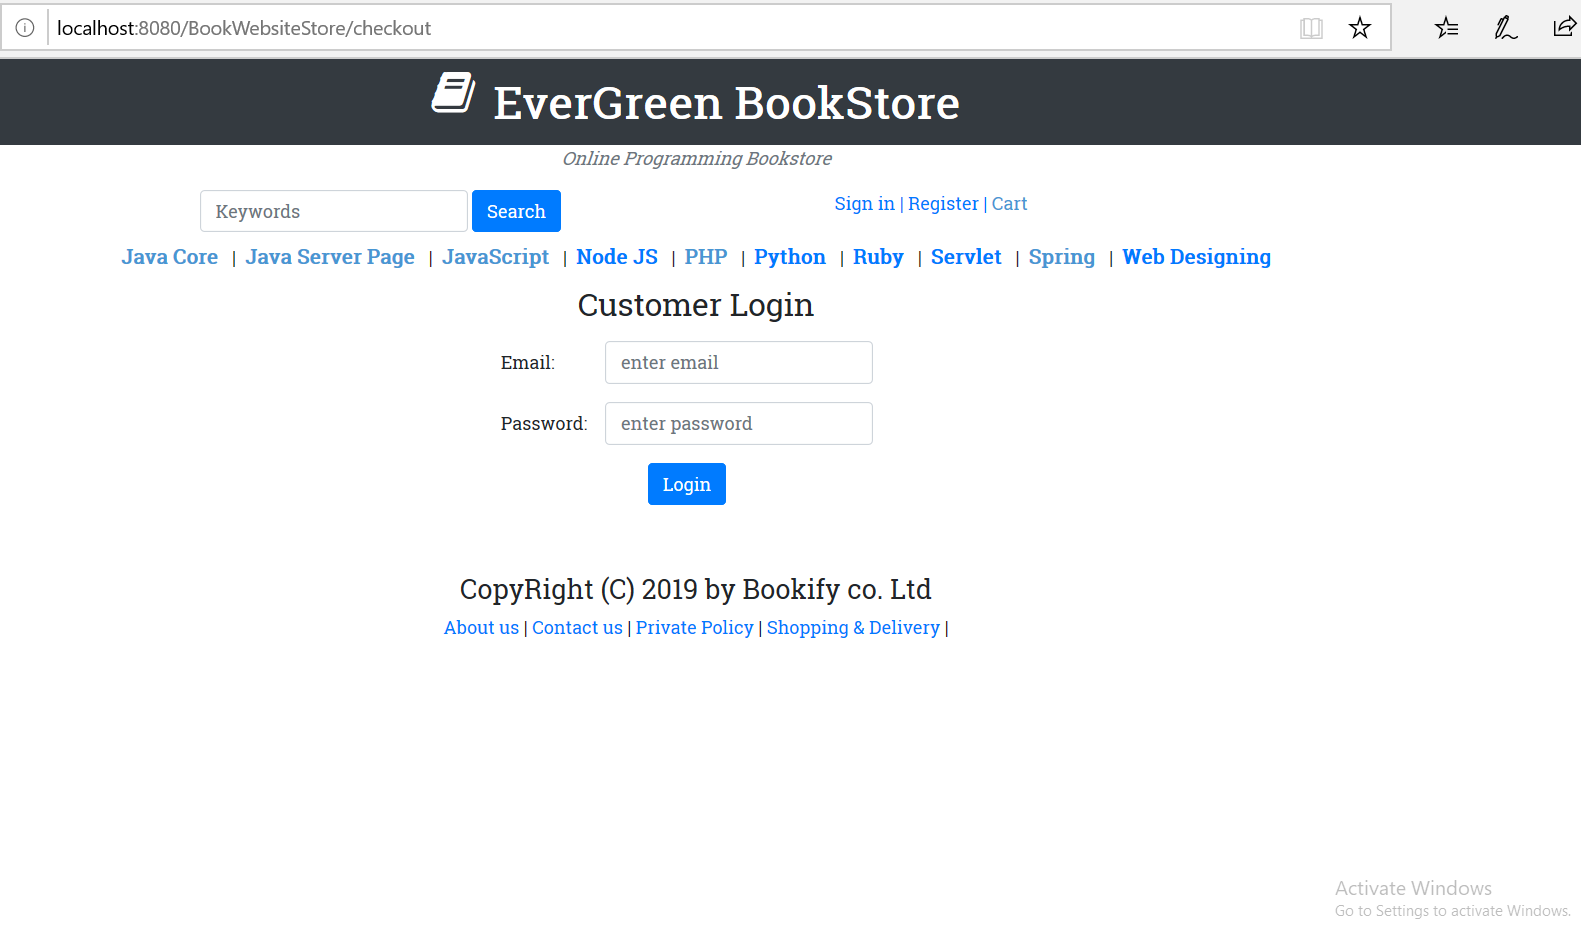 localhost:8080/BookWebsiteStore/checkout
EverGreen BookStore
Online Programming Bookstore
Keywords Search Sign in | Register | Cart
Java Core | Java Server Page | JavaScript | Node JS | PHP | Python | Ruby | Servlet | Spring | Web Designing
Customer Login
Email: enter email
Password: enter password
Login
CopyRight (C) 2019 by Bookify co. Ltd
About us | Contact us | Private Policy | Shopping & Delivery |
Activate Windows
Go to Settings to activate Windows.